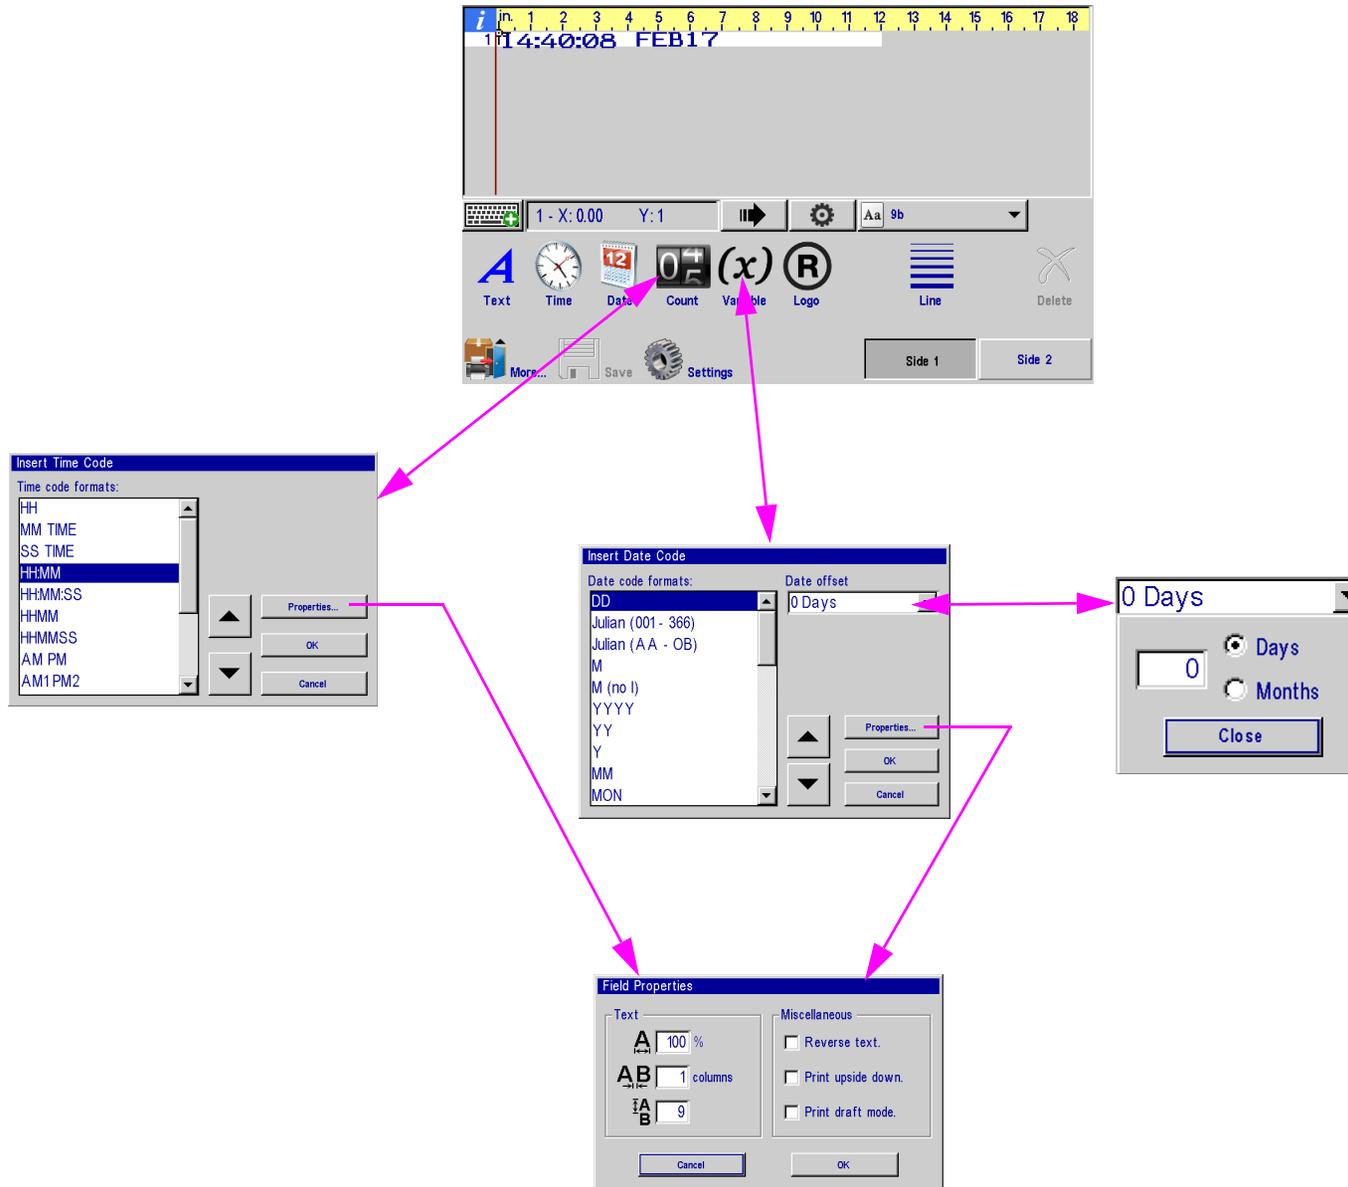 i in. 1 2 3 4 5 6 7 8 9 10 11 12 13 14 15 16 17 18
1 14:40:08 FEB17
1 - X: 0.00 Y: 1 Aa 9b
A 12 04 5 (x) R
Text Time Date Count Variable Logo Line Delete
More... Save Settings Side 1 Side 2
Insert Time Code
Time code formats:
HH
MM TIME
SS TIME
HH:MM
HH:MM:SS
HHMM
HHMMSS
AM PM
AM1PM2
Properties...
OK
Cancel
Insert Date Code
Date code formats:
DD
Julian (001 - 366)
Julian (AA - OB)
M
M (no I)
YYYY
YY
Y
MM
MON
Date offset
0 Days
Properties...
OK
Cancel
0 Days
0
Days
Months
Close
Field Properties
Text
A 100 %
AB 1 columns
A
B 9
Miscellaneous
Reverse text.
Print upside down.
Print draft mode.
Cancel OK